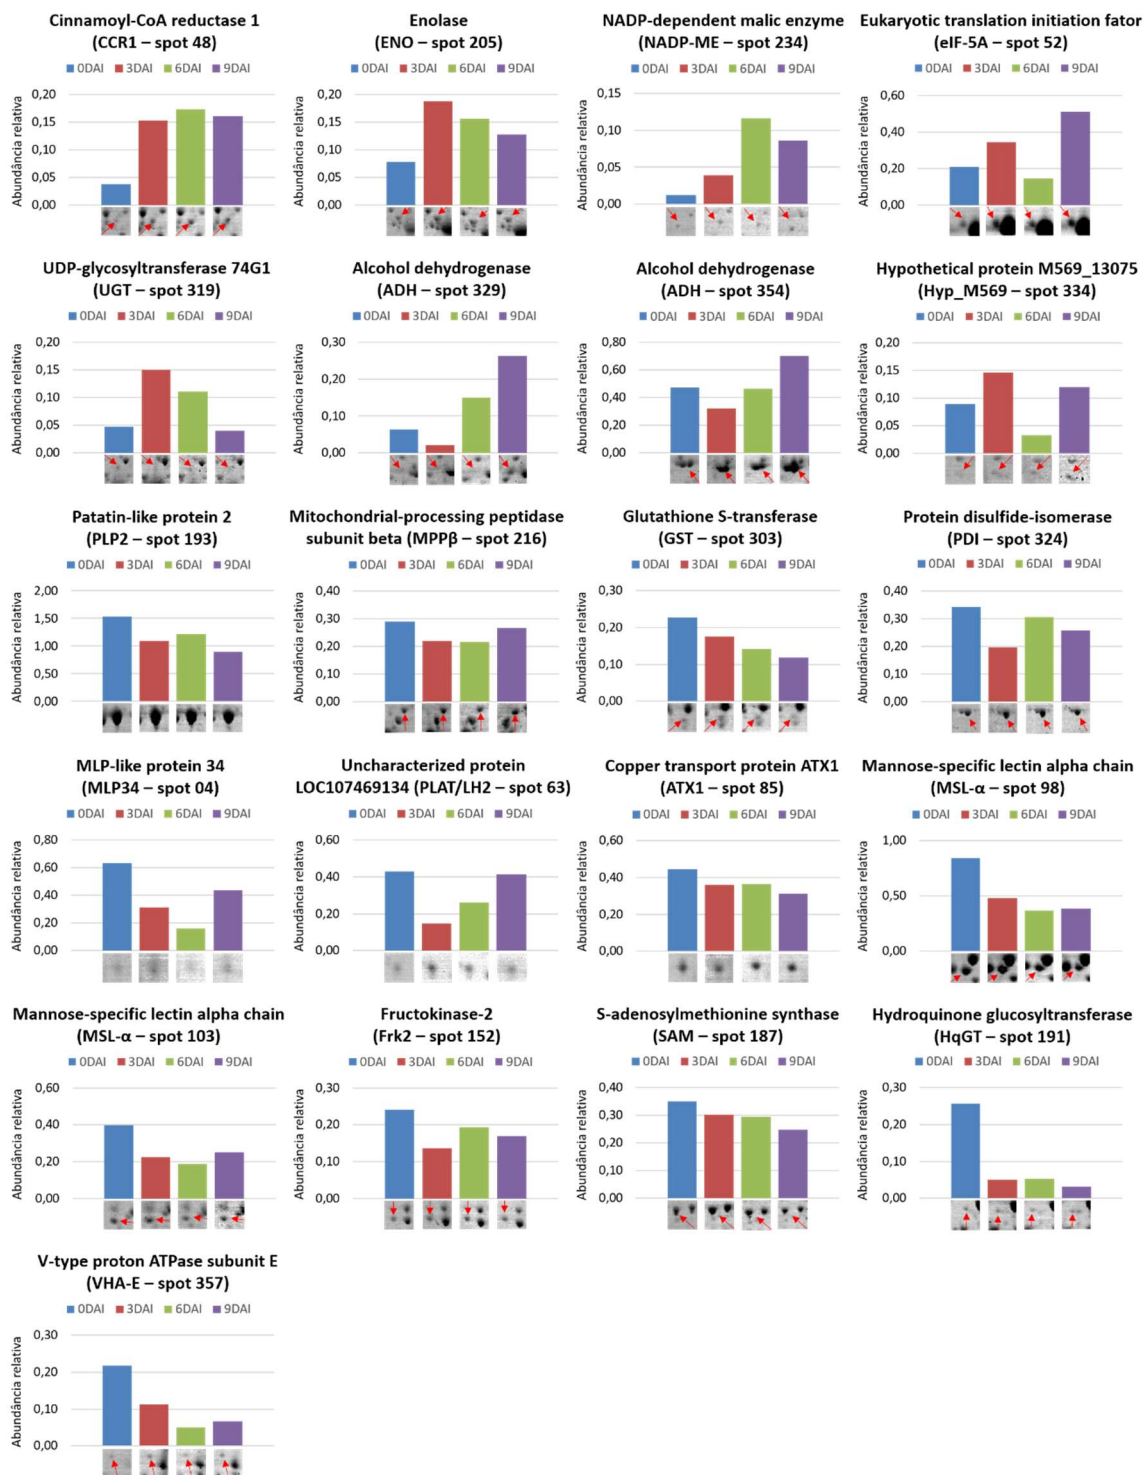 Cinnamoyl-CoA reductase 1
(CCR1 – spot 48)
0DAI 3DAI 6DAI 9DAI
Abundância relativa
0,20
0,15
0,10
0,05
0,00
Enolase
(ENO – spot 205)
0DAI 3DAI 6DAI 9DAI
Abundância relativa
0,20
0,15
0,10
0,05
0,00
NADP-dependent malic enzyme
(NADP-ME – spot 234)
0DAI 3DAI 6DAI 9DAI
Abundância relativa
0,15
0,10
0,05
0,00
Eukaryotic translation initiation fator
(eIF-5A – spot 52)
0DAI 3DAI 6DAI 9DAI
Abundância relativa
0,60
0,40
0,20
0,00
UDP-glycosyltransferase 74G1
(UGT – spot 319)
0DAI 3DAI 6DAI 9DAI
Abundância relativa
0,20
0,15
0,10
0,05
0,00
Alcohol dehydrogenase
(ADH – spot 329)
0DAI 3DAI 6DAI 9DAI
Abundância relativa
0,30
0,20
0,10
0,00
Alcohol dehydrogenase
(ADH – spot 354)
0DAI 3DAI 6DAI 9DAI
Abundância relativa
0,80
0,60
0,40
0,20
0,00
Hypothetical protein M569_13075
(Hyp_M569 – spot 334)
0DAI 3DAI 6DAI 9DAI
Abundância relativa
0,20
0,15
0,10
0,05
0,00
Patatin-like protein 2
(PLP2 – spot 193)
0DAI 3DAI 6DAI 9DAI
Abundância relativa
2,00
1,50
1,00
0,50
0,00
Mitochondrial-processing peptidase
subunit beta (MPPβ – spot 216)
0DAI 3DAI 6DAI 9DAI
Abundância relativa
0,40
0,30
0,20
0,10
0,00
Glutathione S-transferase
(GST – spot 303)
0DAI 3DAI 6DAI 9DAI
Abundância relativa
0,30
0,20
0,10
0,00
Protein disulfide-isomerase
(PDI – spot 324)
0DAI 3DAI 6DAI 9DAI
Abundância relativa
0,40
0,30
0,20
0,10
0,00
MLP-like protein 34
(MLP34 – spot 04)
0DAI 3DAI 6DAI 9DAI
Abundância relativa
0,80
0,60
0,40
0,20
0,00
Uncharacterized protein
LOC107469134 (PLAT/LH2 – spot 63)
0DAI 3DAI 6DAI 9DAI
Abundância relativa
0,60
0,40
0,20
0,00
Copper transport protein ATX1
(ATX1 – spot 85)
0DAI 3DAI 6DAI 9DAI
Abundância relativa
0,60
0,40
0,20
0,00
Mannose-specific lectin alpha chain
(MSL-α – spot 98)
0DAI 3DAI 6DAI 9DAI
Abundância relativa
1,00
0,50
0,00
Mannose-specific lectin alpha chain
(MSL-α – spot 103)
0DAI 3DAI 6DAI 9DAI
Abundância relativa
0,60
0,40
0,20
0,00
Fructokinase-2
(Frk2 – spot 152)
0DAI 3DAI 6DAI 9DAI
Abundância relativa
0,30
0,20
0,10
0,00
S-adenosylmethionine synthase
(SAM – spot 187)
0DAI 3DAI 6DAI 9DAI
Abundância relativa
0,40
0,30
0,20
0,10
0,00
Hydroquinone glucosyltransferase
(HqGT – spot 191)
0DAI 3DAI 6DAI 9DAI
Abundância relativa
0,30
0,20
0,10
0,00
V-type proton ATPase subunit E
(VHA-E – spot 357)
0DAI 3DAI 6DAI 9DAI
Abundância relativa
0,30
0,20
0,10
0,00